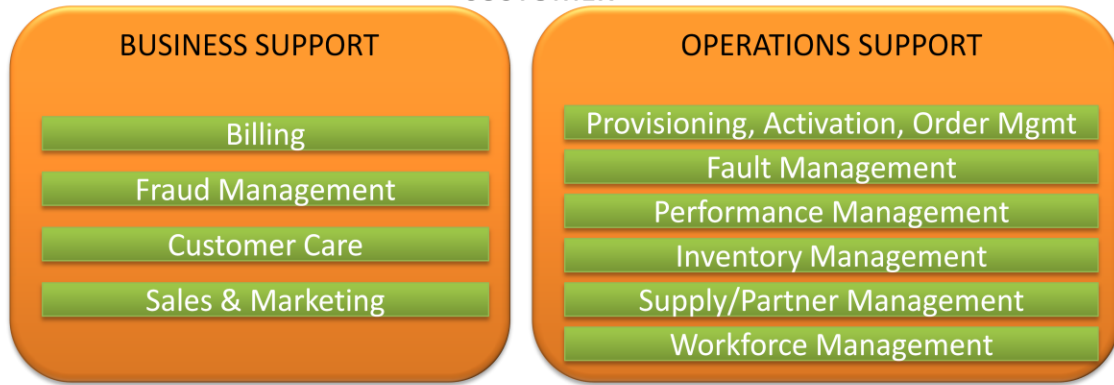 BUSINESS SUPPORT
Billing
Fraud Management
Customer Care
Sales & Marketing
OPERATIONS SUPPORT
Provisioning, Activation, Order Mgmt
Fault Management
Performance Management
Inventory Management
Supply/Partner Management
Workforce Management